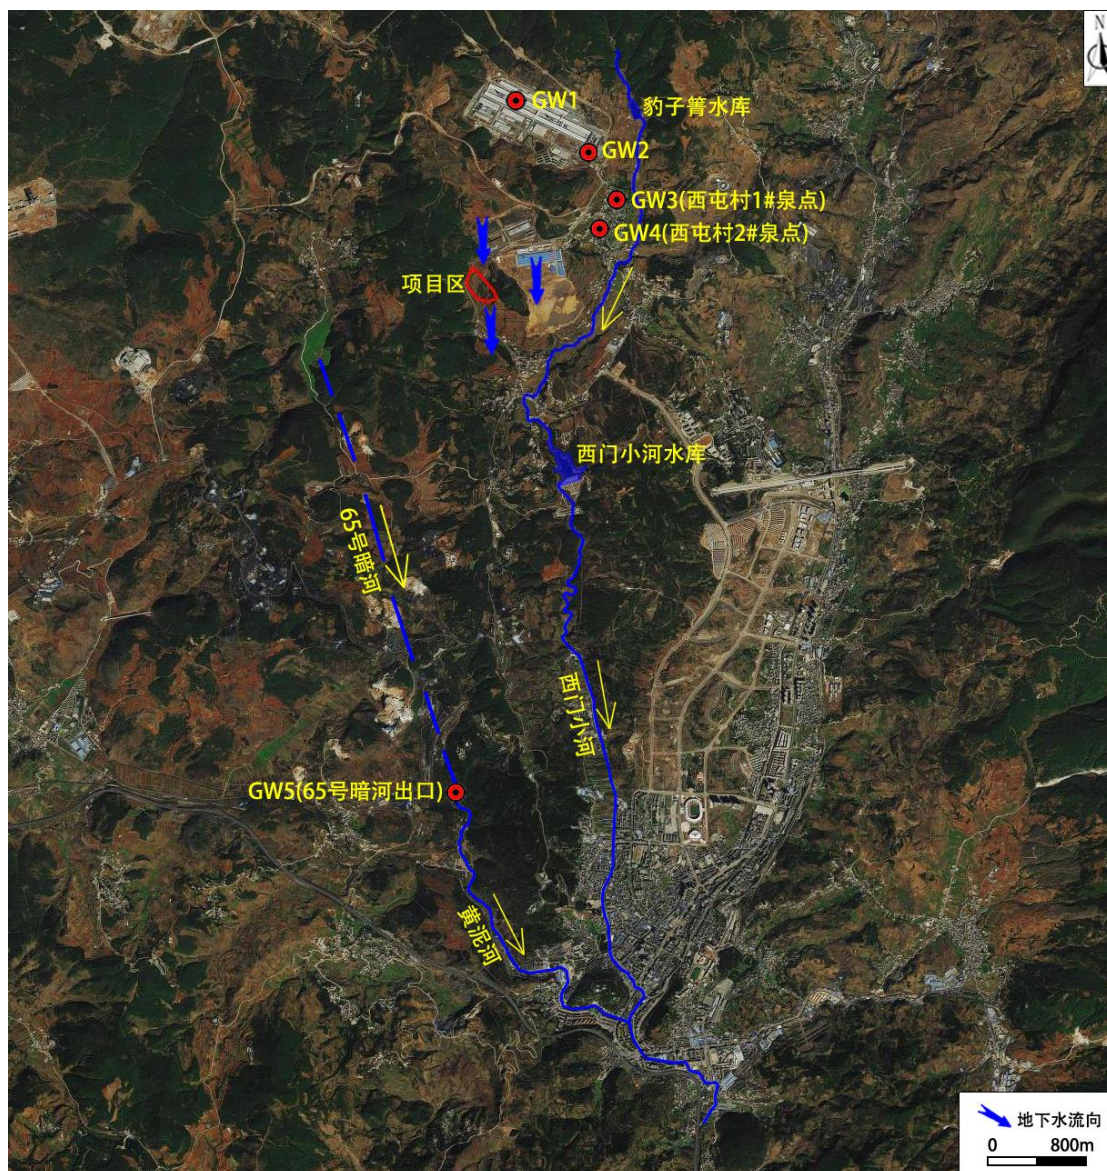 N
GW1
豹子箐水库
GW2
GW3(西屯村1#泉点)
GW4(西屯村2#泉点)
项目区
西门小河水库
65号暗河
西门小河
GW5(65号暗河出口)
黄泥河
地下水流向
0 800m